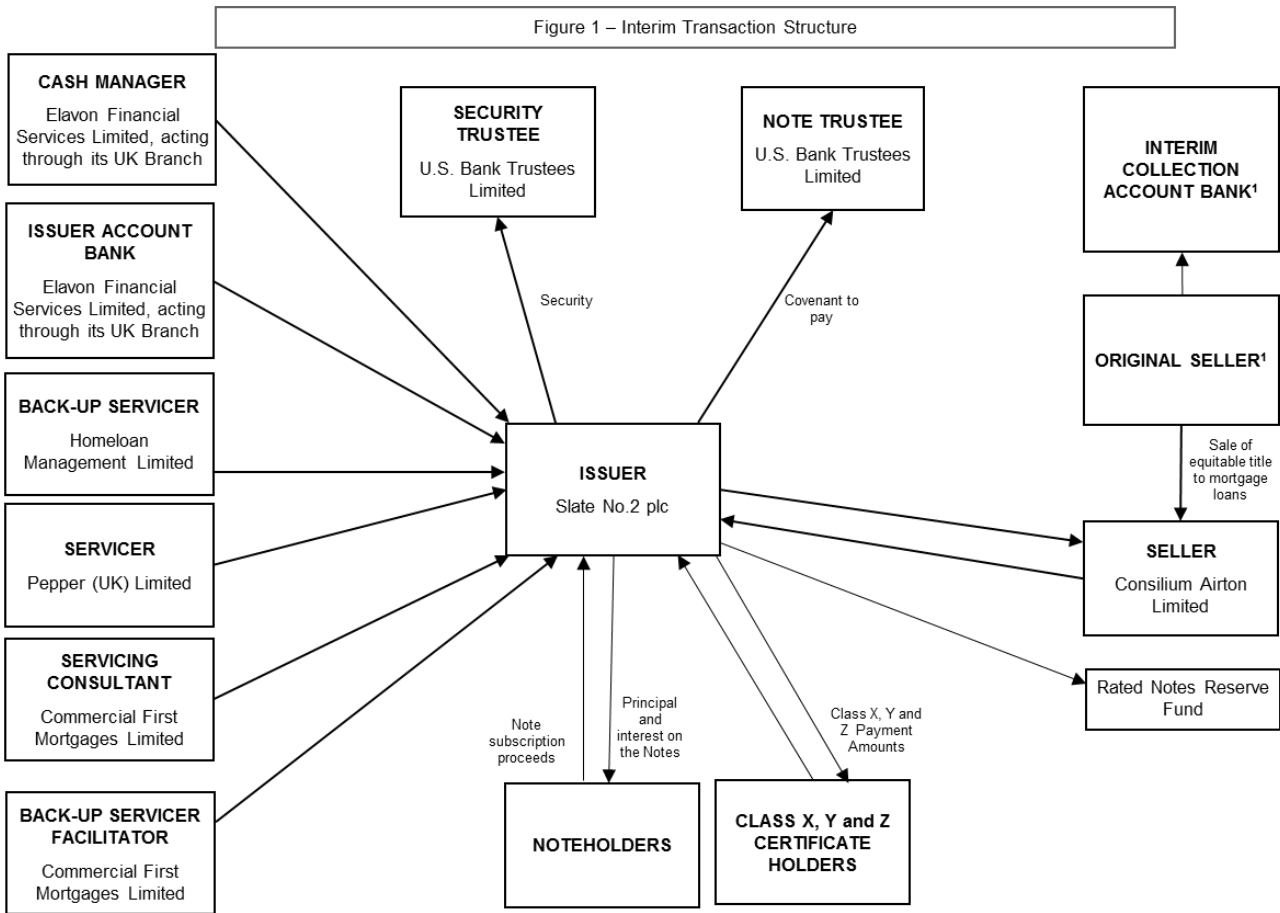 Figure 1 – Interim Transaction Structure
CASH MANAGER
Elavon Financial
Services Limited, acting
through its UK Branch
SECURITY
TRUSTEE
U.S. Bank Trustees
Limited
NOTE TRUSTEE
U.S. Bank Trustees
Limited
INTERIM
COLLECTION
ACCOUNT BANK¹
ISSUER ACCOUNT
BANK
Elavon Financial
Services Limited, acting
through its UK Branch
Security
Covenant to
pay
ORIGINAL SELLER¹
BACK-UP SERVICER
Homeloan
Management Limited
ISSUER
Slate No.2 plc
Sale of
equitable title
to mortgage
loans
SERVICER
Pepper (UK) Limited
SELLER
Consilium Airton
Limited
SERVICING
CONSULTANT
Commercial First
Mortgages Limited
Rated Notes Reserve
Fund
Note
subscription
proceeds
Principal
and
interest on
the Notes
Class X, Y and
Z Payment
Amounts
BACK-UP SERVICER
FACILITATOR
Commercial First
Mortgages Limited
NOTEHOLDERS
CLASS X, Y and Z
CERTIFICATE
HOLDERS